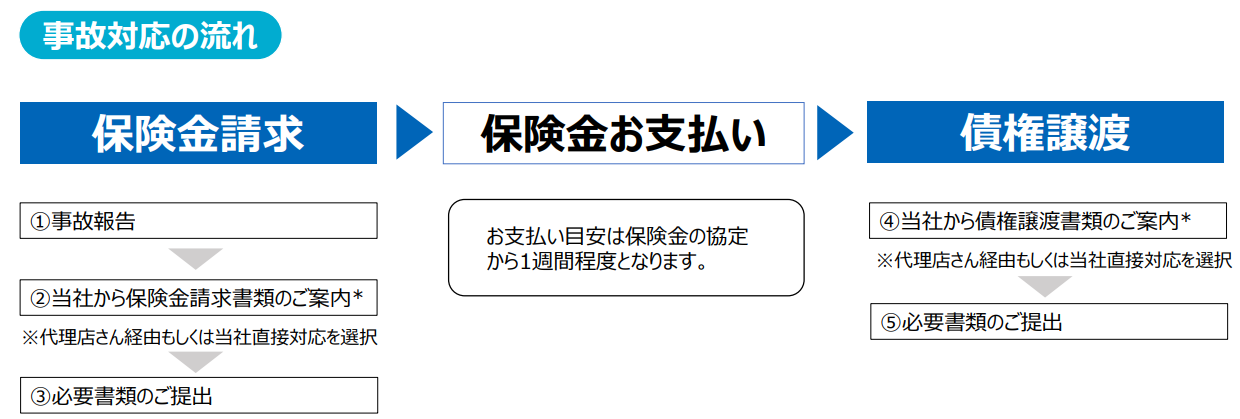 事故対応の流れ
保険金請求
①事故報告
②当社から保険金請求書類のご案内*
※代理店さん経由もしくは当社直接対応を選択
③必要書類のご提出
保険金お支払い
お支払い目安は保険金の協定
から1週間程度となります。
債権譲渡
④当社から債権譲渡書類のご案内*
※代理店さん経由もしくは当社直接対応を選択
⑤必要書類のご提出